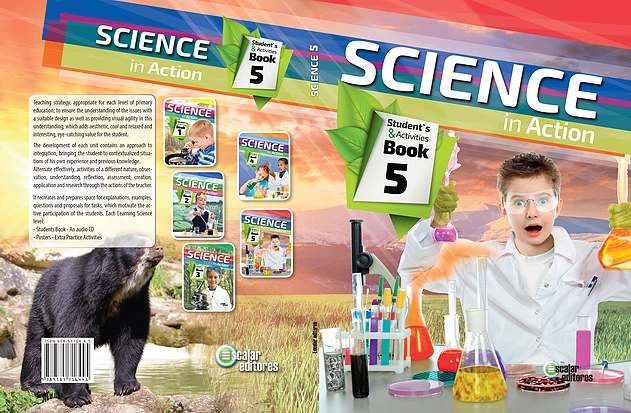 SCIENCE
in Action
Student's
& Activities
Book
5
Teaching strategy, appropriate for each level of primary
education; to ensure the understanding of the issues with
a suitable design as well as providing visual agility in this
understanding, which adds aesthetic, cool and relaxed and
interesting, eye-catching value for the student.
The development of each unit contains an approach to
integration, bringing the student to contextualized situa-
tions of his own experience and previous knowledge.
Alternate effectively, activities of a different nature, obser-
vation, understanding, reflection, assessment, creation,
application and research through the actions of the teacher.
It recreates and prepares space for explanations, examples,
questions and proposals for tasks, which motivate the ac-
tive participation of the students. Each Learning Science
level:
- Students Book - An audio CD
- Posters - Extra Practice Activities
SCIENCE
1
SCIENCE
SCIENCE
2
SCIENCE
5
SCIENCE
3
Escalar
editores
SCIENCE 5
SCIENCE
in Action
Student`s
& Activities
Book
5
Escalar
editores